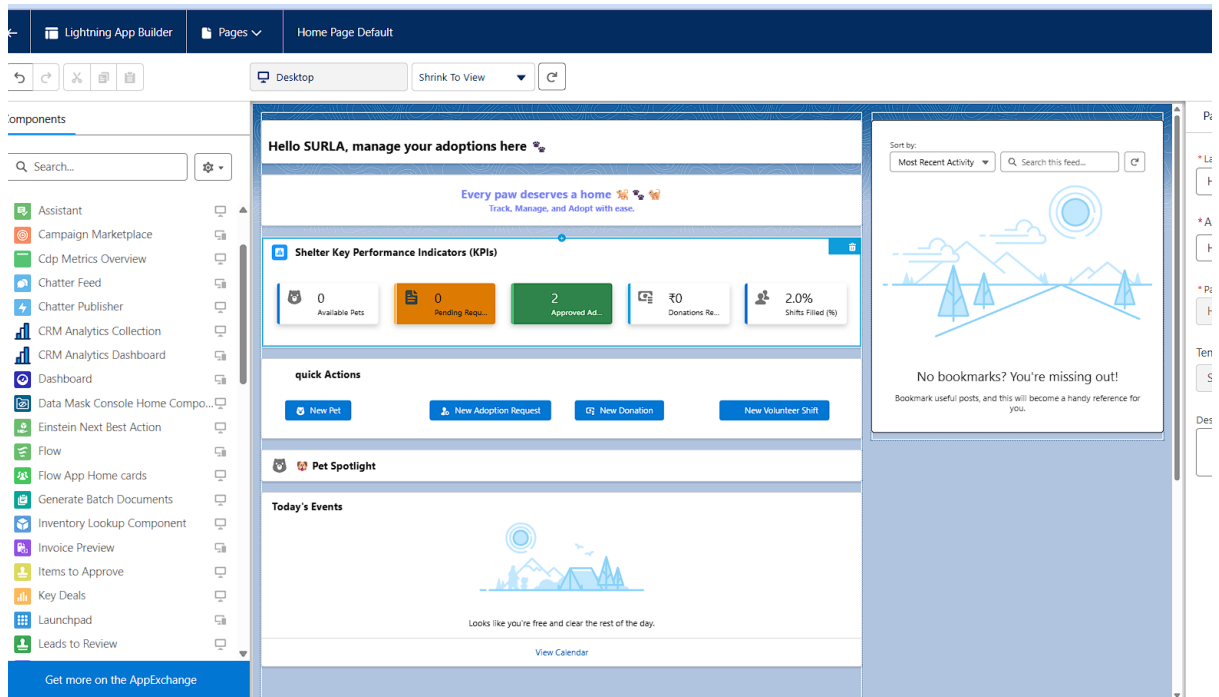 Lightning App Builder
Pages
Home Page Default
Desktop
Shrink To View
Components
Search...
Assistant
Campaign Marketplace
Cdp Metrics Overview
Chatter Feed
Chatter Publisher
CRM Analytics Collection
CRM Analytics Dashboard
Dashboard
Data Mask Console Home Compo...
Einstein Next Best Action
Flow
Flow App Home cards
Generate Batch Documents
Inventory Lookup Component
Invoice Preview
Items to Approve
Key Deals
Launchpad
Leads to Review
Get more on the AppExchange
Hello SURLA, manage your adoptions here 🐾
Every paw deserves a home 🐕 🐾 🐈
Track, Manage, and Adopt with ease.
Shelter Key Performance Indicators (KPIs)
0
Available Pets
0
Pending Requ...
2
Approved Ad...
₹0
Donations Re...
2.0%
Shifts Filled (%)
quick Actions
New Pet
New Adoption Request
New Donation
New Volunteer Shift
🐶 Pet Spotlight
Today's Events
Looks like you're free and clear the rest of the day.
View Calendar
Sort by:
Most Recent Activity
Search this feed...
No bookmarks? You're missing out!
Bookmark useful posts, and this will become a handy reference for
you.
Pa
* La
H
* A
H
* Pa
H
Ten
S
Des